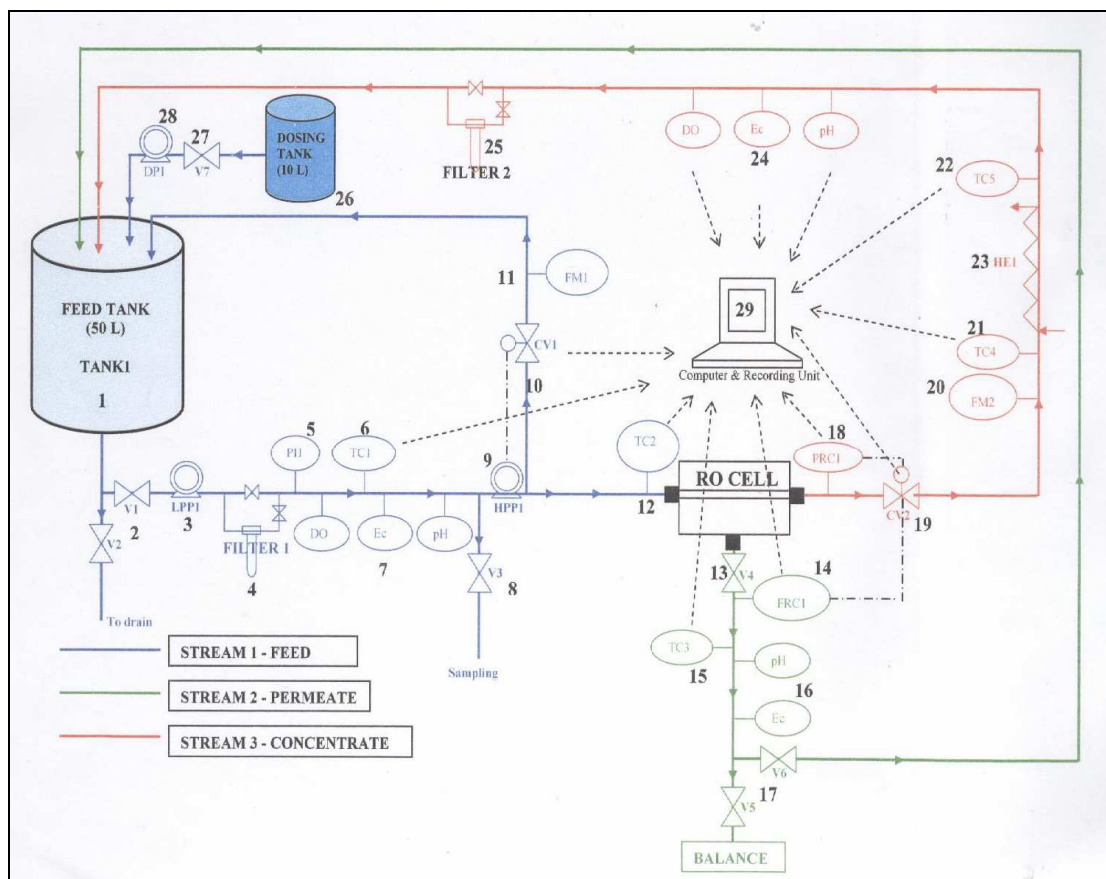 28
27
DP1
V7
DOSING
TANK
(10 L)
26
25
FILTER 2
DO
Ec
pH
24
22
TC5
23
HE1
21
TC4
20
FM2
11
FM1
FEED TANK
(50 L)
TANK1
1
CV1
10
29
Computer & Recording Unit
5
6
PI1
TC1
9
HPP1
TC2
12
RO CELL
18
PRC1
CV2
19
V1
2
LPP1
3
V2
FILTER 1
4
DO
Ec
pH
7
V3
8
13
V4
14
FRC1
To drain
Sampling
TC3
15
pH
16
Ec
V6
17
V5
BALANCE
STREAM 1 - FEED
STREAM 2 - PERMEATE
STREAM 3 - CONCENTRATE